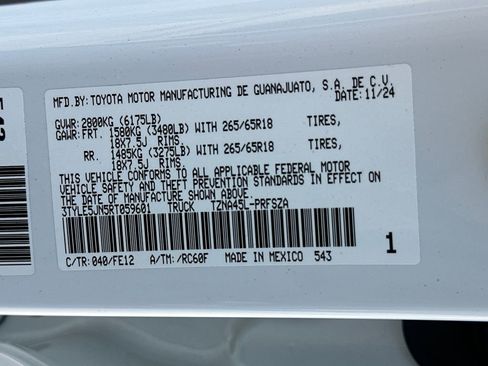 MFD.BY:TOYOTA MOTOR MANUFACTURING DE GUANAJUATO, S.A. DE C.V.
DATE:11/24
GVWR:2800KG (6175LB)
GAWR:FRT. 1580KG (3480LB) WITH 265/65R18 TIRES,
18X7.5J RIMS,
RR. 1485KG (3275LB) WITH 265/65R18 TIRES,
18X7.5J RIMS.
THIS VEHICLE CONFORMS TO ALL APPLICABLE FEDERAL MOTOR
VEHICLE SAFETY AND THEFT PREVENTION STANDARDS IN EFFECT ON
THE DATE OF MANUFACTURE SHOWN ABOVE.
3TYLE5JN5RT059601 TRUCK TZNA45L-PRFSZA
1
C/TR:040/FE12 A/TM:/RC60F MADE IN MEXICO 543